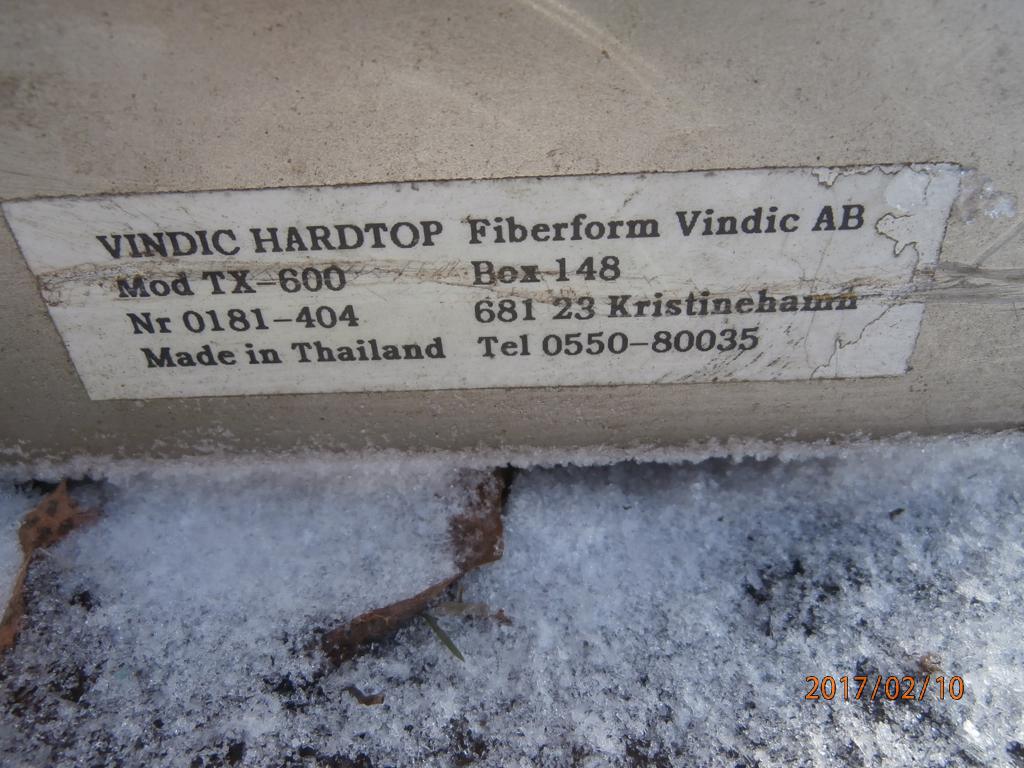 VINDIC HARDTOP
Mod TX-600
Nr 0181-404
Made in Thailand
Fiberform Vindic AB
Box 148
681 23 Kristinehamn
Tel 0550-80035
2017/02/10